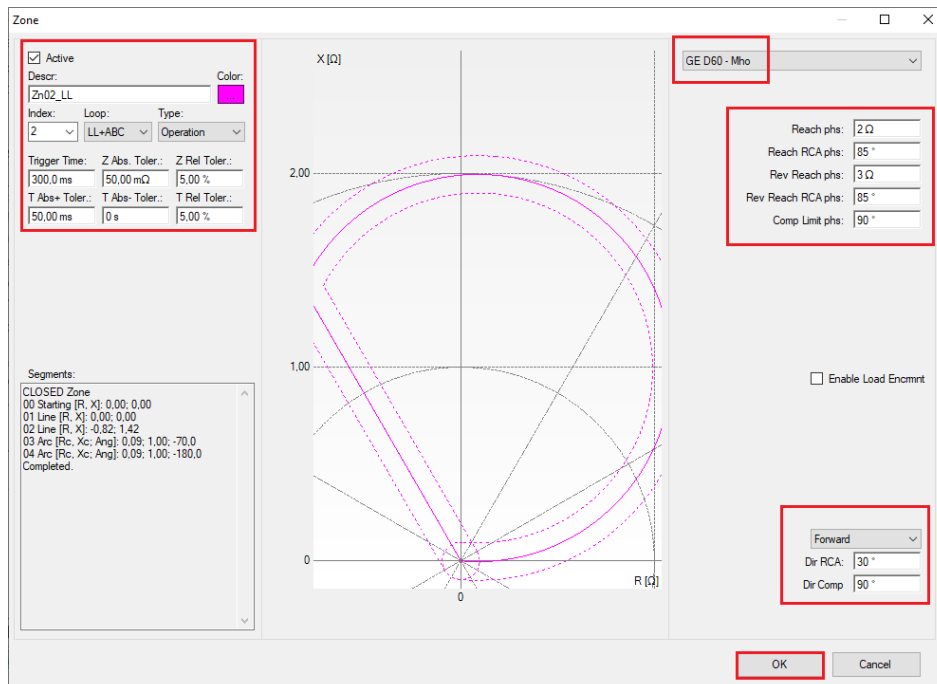 Zone
Active
Descr: Color:
Zn02_LL ...
Index: Loop: Type:
2 LL+ABC Operation
Trigger Time: Z Abs. Toler.: Z Rel Toler.:
300,0 ms 50,00 mΩ 5,00 %
T Abs+ Toler.: T Abs- Toler.: T Rel Toler.:
50,00 ms 0 s 5,00 %
Segments:
CLOSED Zone
00 Starting [R, X]: 0,00; 0,00
01 Line [R, X]: 0,00; 0,00
02 Line [R, X]: -0,82; 1,42
03 Arc [Rc, Xc; Ang]: 0,09; 1,00; -70,0
04 Arc [Rc, Xc; Ang]: 0,09; 1,00; -180,0
Completed.
X [Ω]
2,00
1,00
0
R [Ω]
0
GE D60 - Mho
Reach phs: 2 Ω
Reach RCA phs: 85 °
Rev Reach phs: 3 Ω
Rev Reach RCA phs: 85 °
Comp Limit phs: 90 °
Enable Load Encmnt
Forward
Dir RCA: 30 °
Dir Comp 90 °
OK Cancel